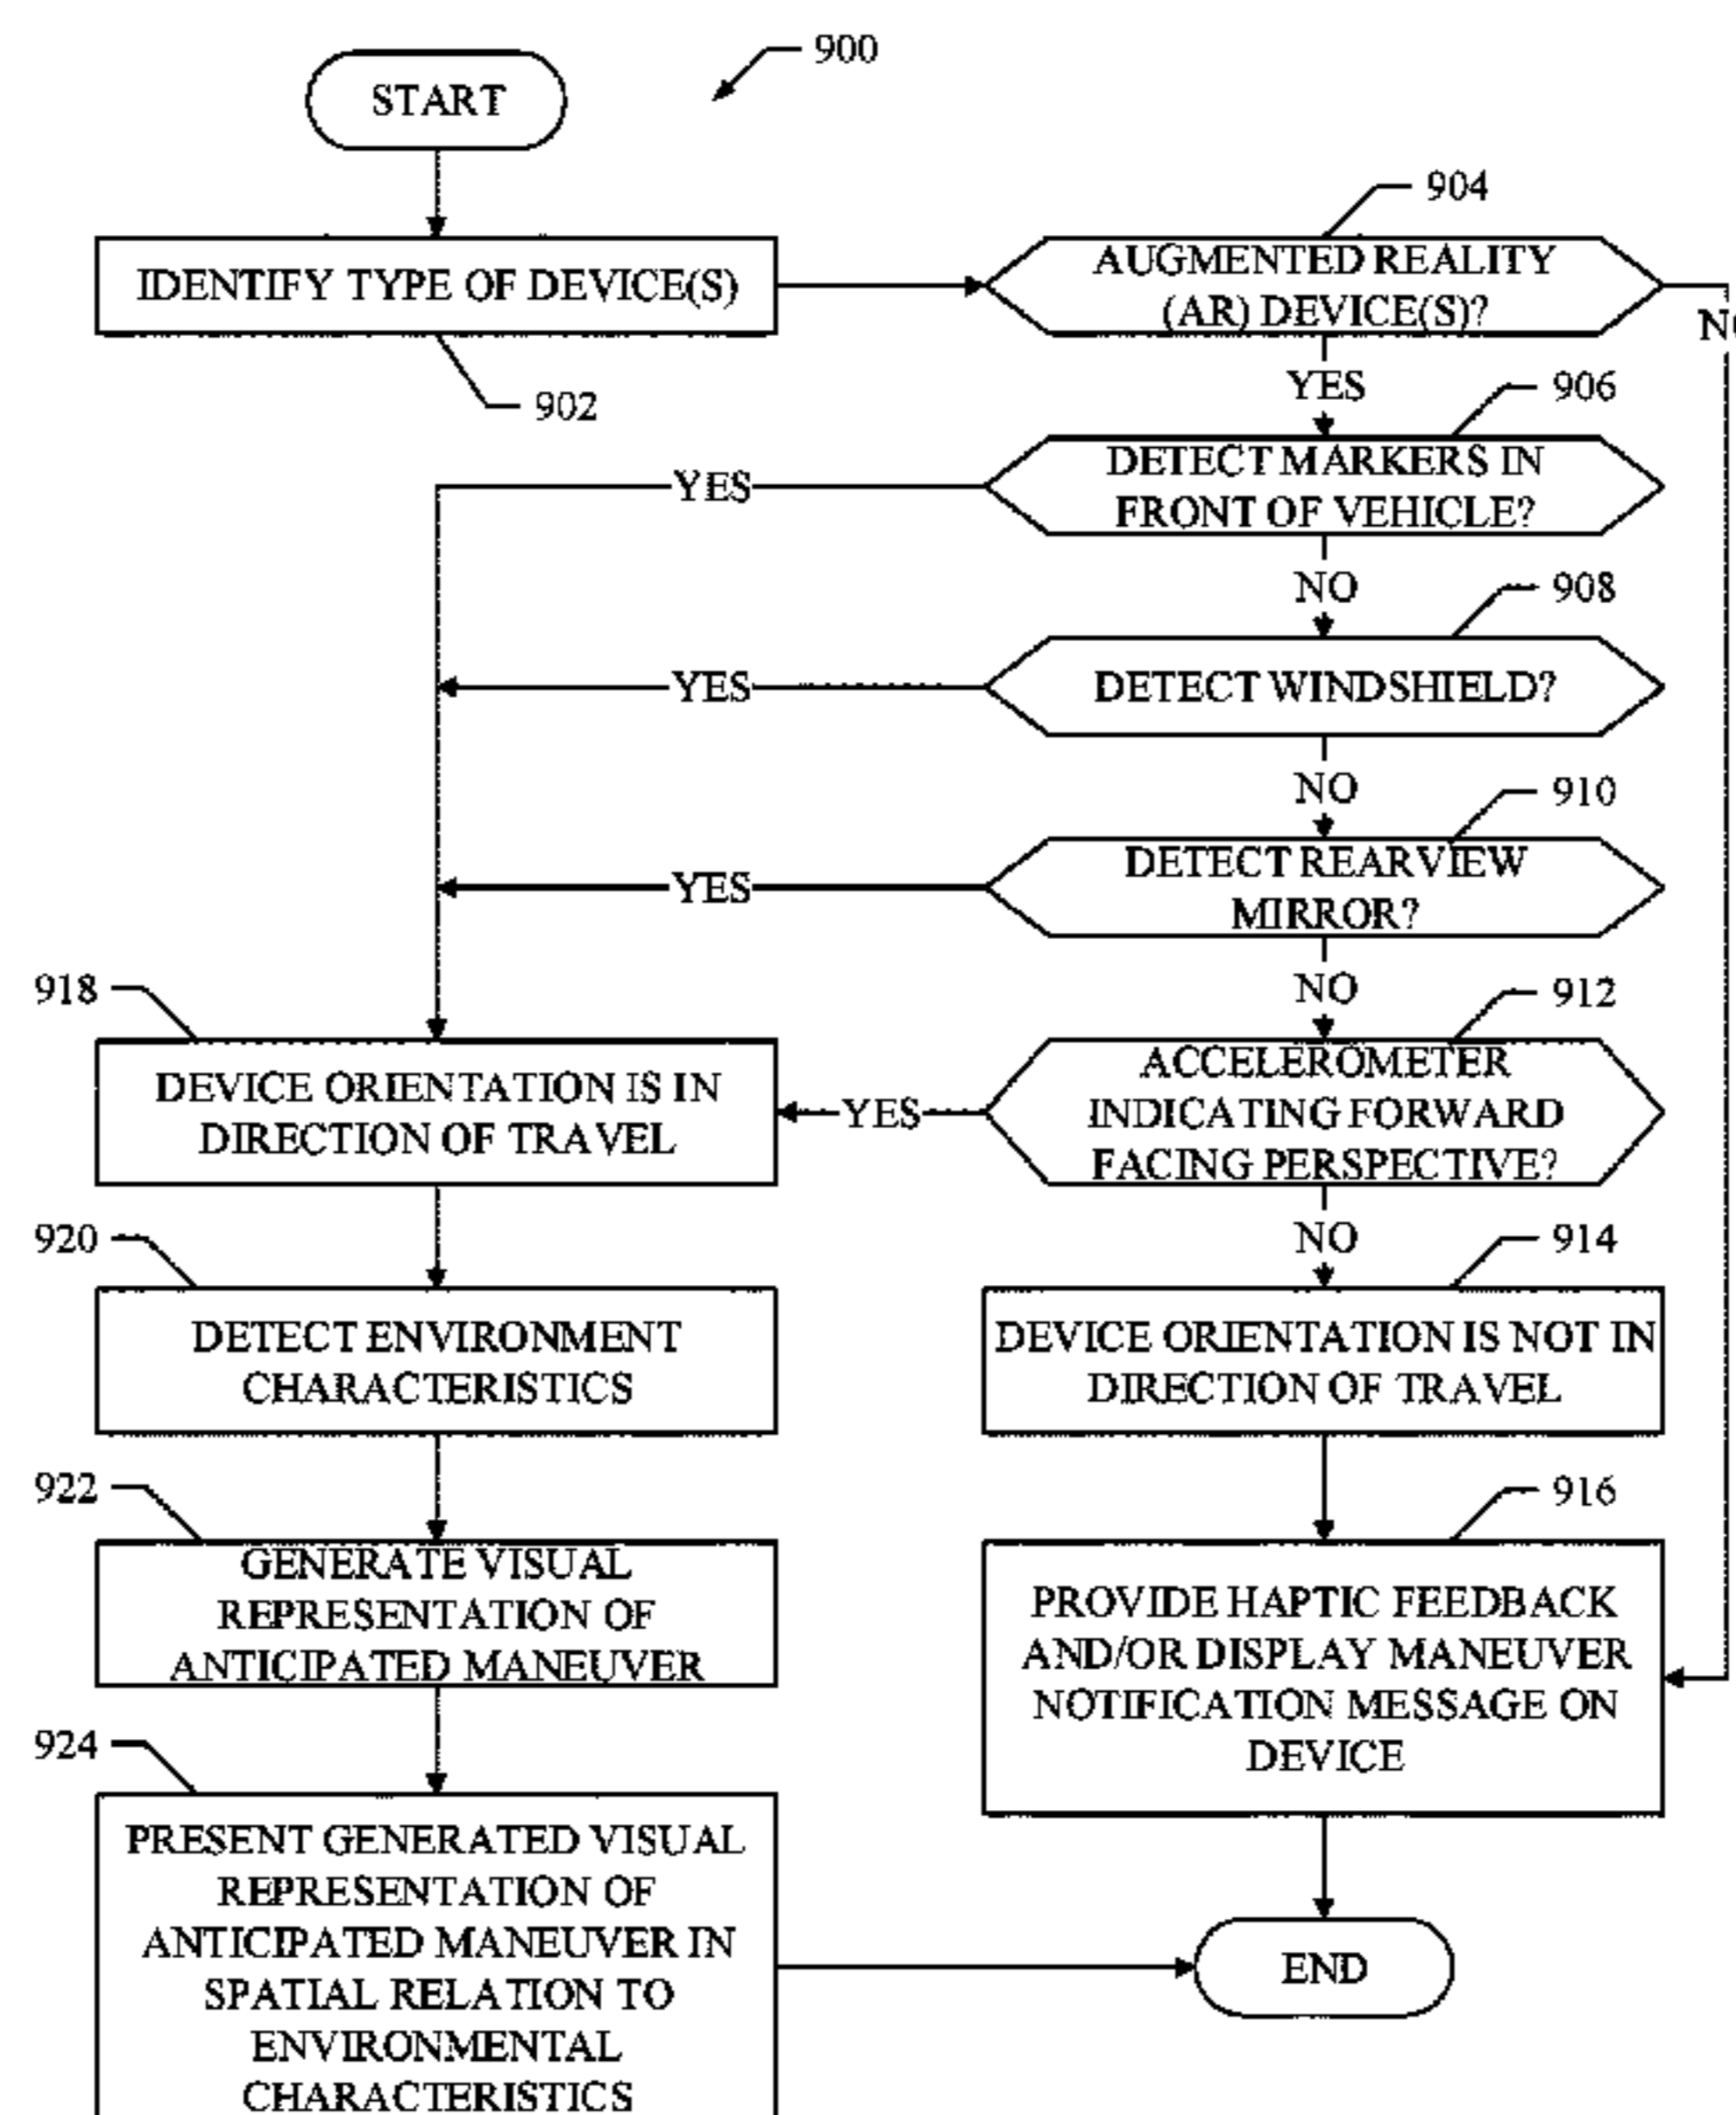 900
START
904
IDENTIFY TYPE OF DEVICE(S)
AUGMENTED REALITY
(AR) DEVICE(S)?
902
YES
906
DETECT MARKERS IN
FRONT OF VEHICLE?
YES
NO
908
DETECT WINDSHIELD?
YES
NO
910
DETECT REARVIEW
MIRROR?
YES
NO
912
918
ACCELEROMETER
INDICATING FORWARD
FACING PERSPECTIVE?
YES
DEVICE ORIENTATION IS IN
DIRECTION OF TRAVEL
NO
914
920
DETECT ENVIRONMENT
CHARACTERISTICS
DEVICE ORIENTATION IS NOT IN
DIRECTION OF TRAVEL
922
916
GENERATE VISUAL
REPRESENTATION OF
ANTICIPATED MANEUVER
PROVIDE HAPTIC FEEDBACK
AND/OR DISPLAY MANEUVER
NOTIFICATION MESSAGE ON
DEVICE
924
PRESENT GENERATED VISUAL
REPRESENTATION OF
ANTICIPATED MANEUVER IN
SPATIAL RELATION TO
ENVIRONMENTAL
CHARACTERISTICS
END